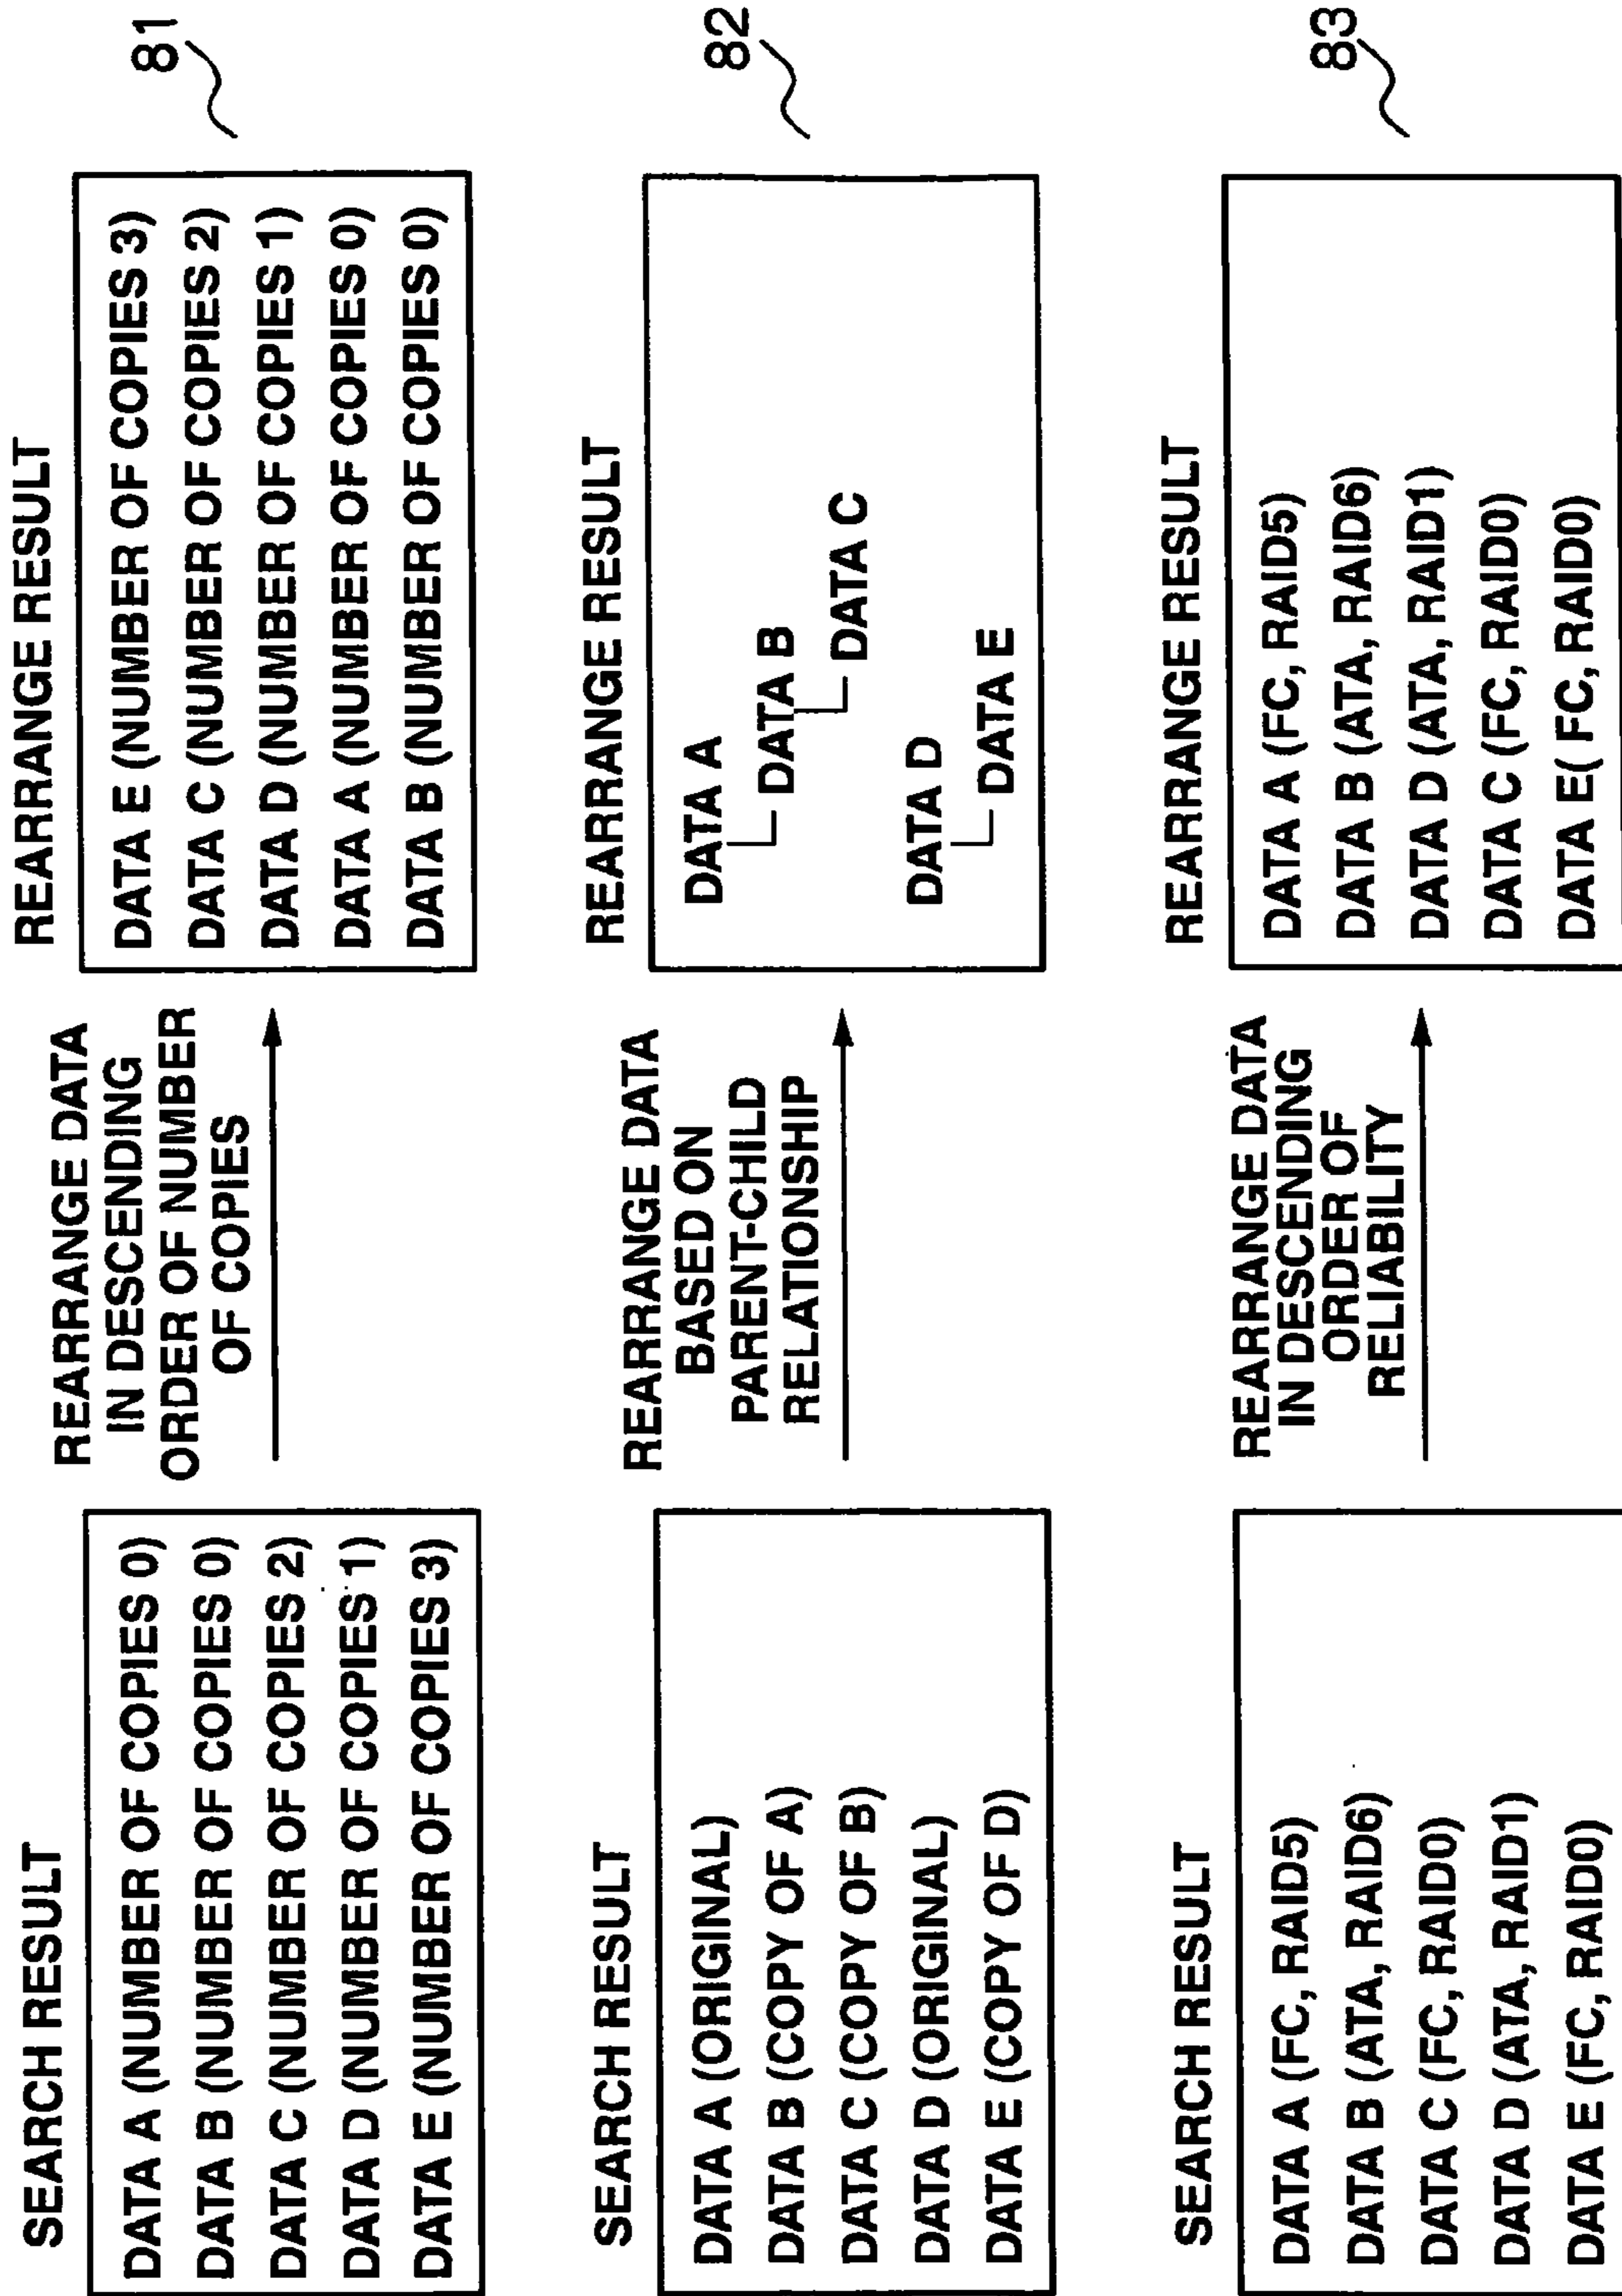 SEARCH RESULT
DATA A (NUMBER OF COPIES 0)
DATA B (NUMBER OF COPIES 0)
DATA C (NUMBER OF COPIES 2)
DATA D (NUMBER OF COPIES 1)
DATA E (NUMBER OF COPIES 3)
REARRANGE DATA
IN DESCENDING
ORDER OF NUMBER
OF COPIES
REARRANGE RESULT
DATA E (NUMBER OF COPIES 3)
DATA C (NUMBER OF COPIES 2)
DATA D (NUMBER OF COPIES 1)
DATA A (NUMBER OF COPIES 0)
DATA B (NUMBER OF COPIES 0)
81
SEARCH RESULT
DATA A (ORIGINAL)
DATA B (COPY OF A)
DATA C (COPY OF B)
DATA D (ORIGINAL)
DATA E (COPY OF D)
REARRANGE DATA
BASED ON
PARENT-CHILD
RELATIONSHIP
REARRANGE RESULT
DATA A
DATA B
DATA C
DATA D
DATA E
82
SEARCH RESULT
DATA A (FC, RAID5)
DATA B (ATA, RAID6)
DATA C (FC, RAID0)
DATA D (ATA, RAID1)
DATA E (FC, RAID0)
REARRANGE DATA
IN DESCENDING
ORDER OF
RELIABILITY
REARRANGE RESULT
DATA A (FC, RAID5)
DATA B (ATA, RAID6)
DATA D (ATA, RAID1)
DATA C (FC, RAID0)
DATA E( FC, RAID0)
83